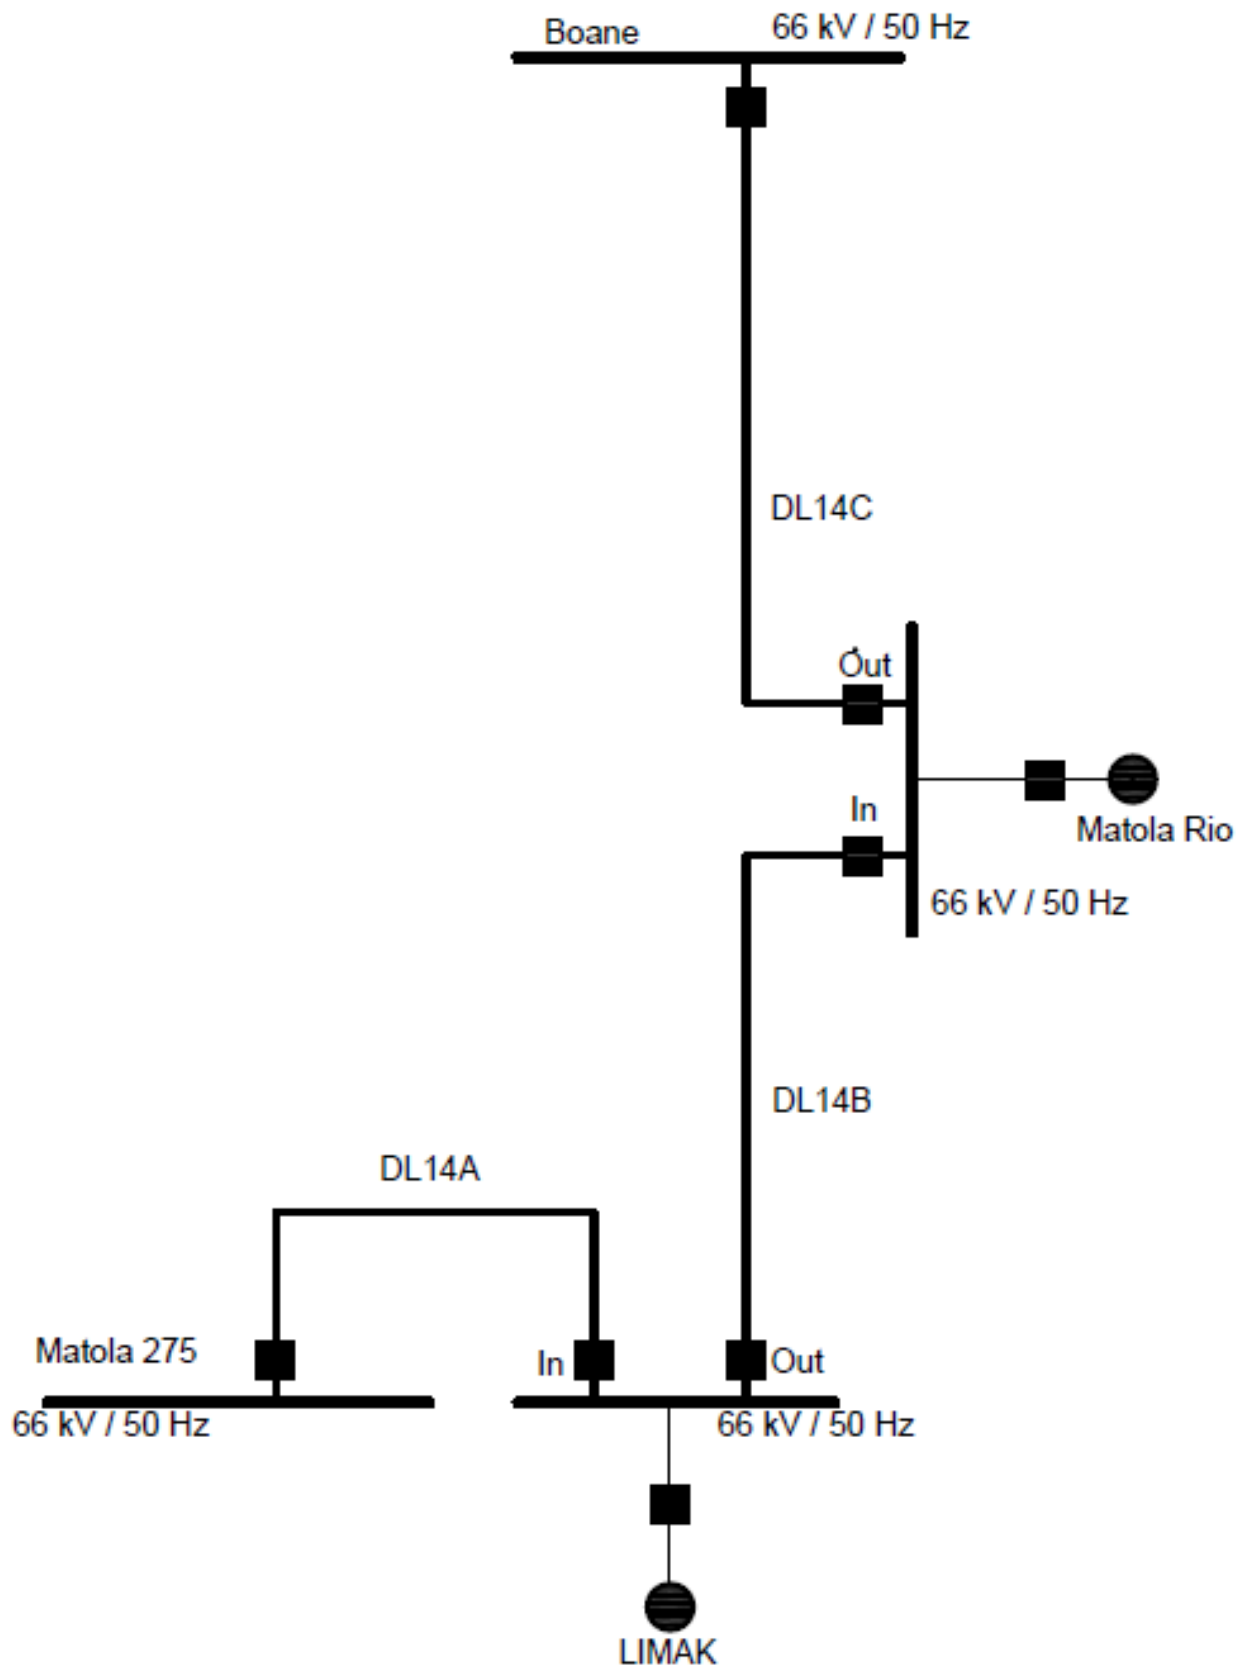 Boane
66 kV / 50 Hz
DL14C
Out
In
Matola Rio
66 kV / 50 Hz
DL14B
DL14A
Matola 275
In
Out
66 kV / 50 Hz
66 kV / 50 Hz
LIMAK